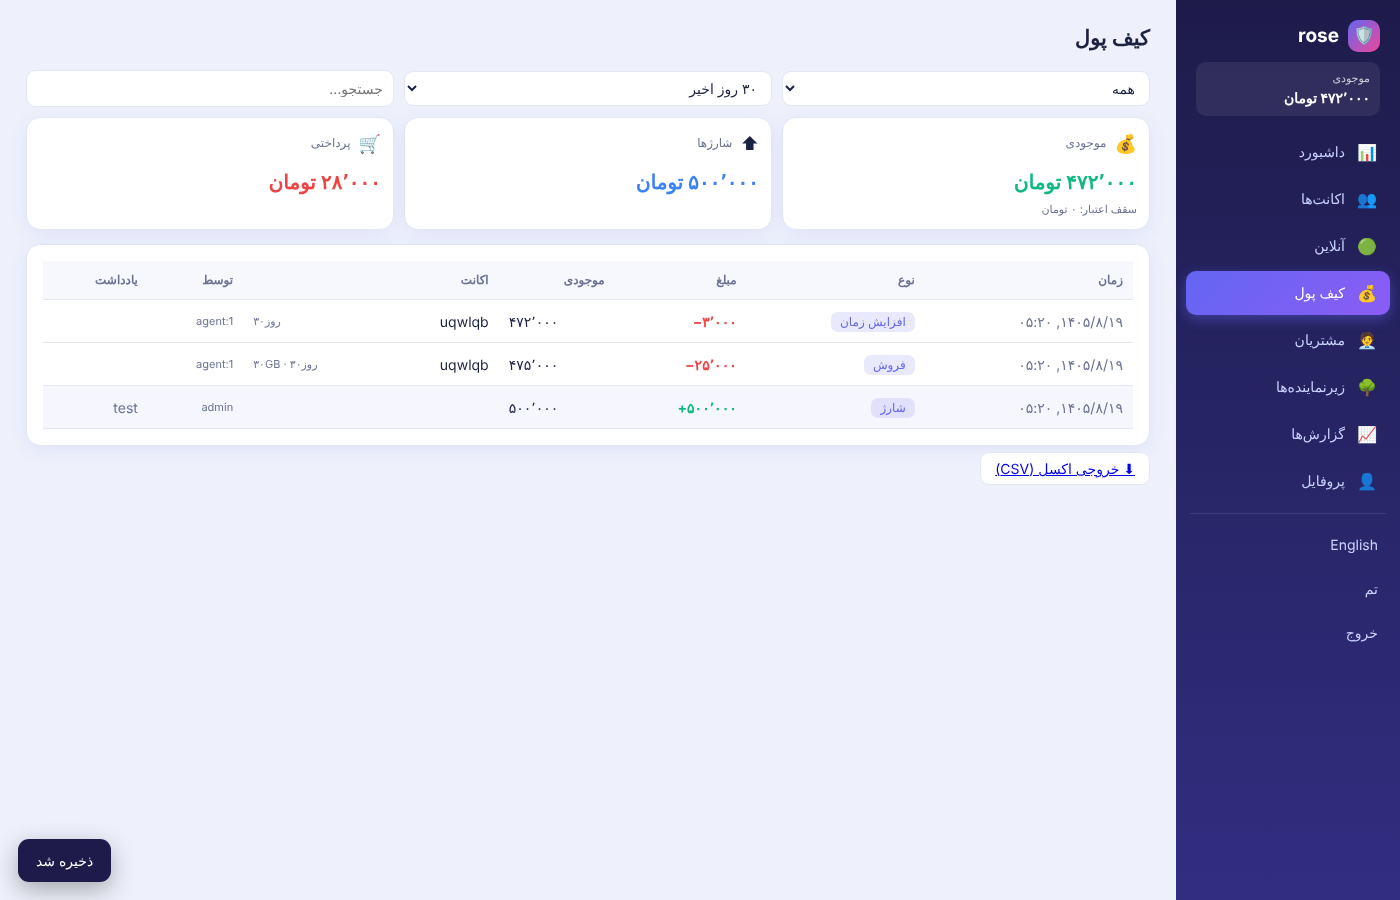 rose
موجودی
۴۷۲٬۰۰۰ تومان
داشبورد
اکانت‌ها
آنلاین
کیف پول
مشتریان
زیرنماینده‌ها
گزارش‌ها
پروفایل
English
تم
خروج
کیف پول
همه
۳۰ روز اخیر
جستجو...
موجودی
۴۷۲٬۰۰۰ تومان
سقف اعتبار: ۰ تومان
شارژها
۵۰۰٬۰۰۰ تومان
پرداختی
۲۸٬۰۰۰ تومان
زمان نوع مبلغ موجودی اکانت توسط یادداشت
۱۴۰۵/۸/۱۹, ۰۵:۲۰ افزایش زمان −۳٬۰۰۰ ۴۷۲٬۰۰۰ uqwlqb ۳۰روز agent:1
۱۴۰۵/۸/۱۹, ۰۵:۲۰ فروش −۲۵٬۰۰۰ ۴۷۵٬۰۰۰ uqwlqb ۳۰GB · ۳۰روز agent:1
۱۴۰۵/۸/۱۹, ۰۵:۲۰ شارژ +۵۰۰٬۰۰۰ ۵۰۰٬۰۰۰ admin test
⬇ خروجی اکسل (CSV)
ذخیره شد